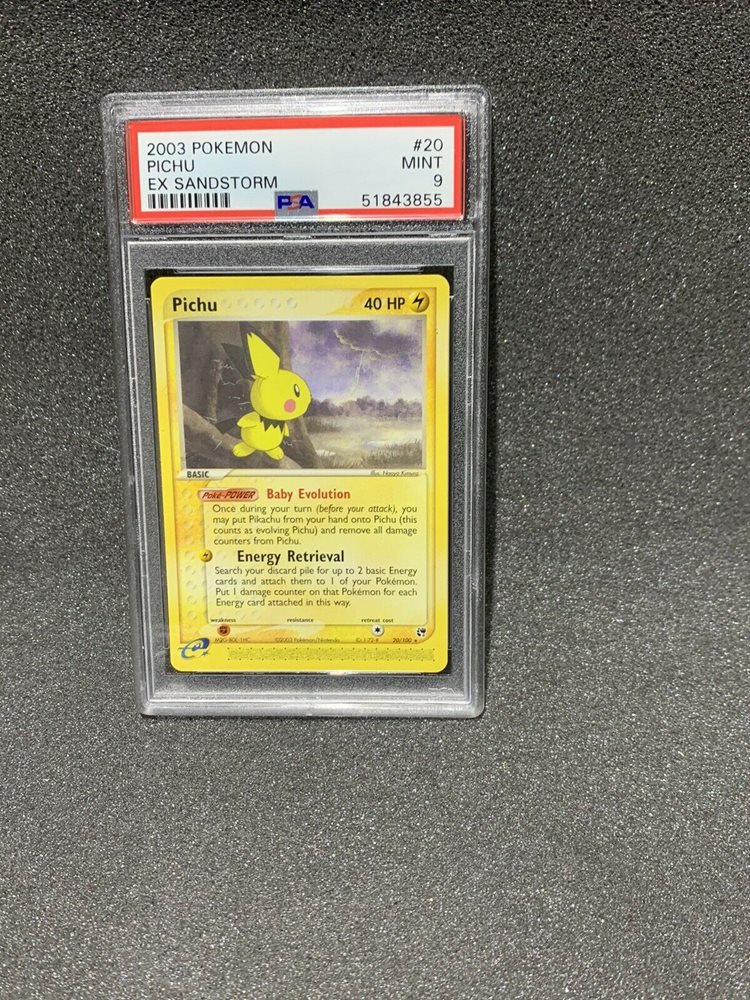 2003 POKEMON #20
PICHU MINT
EX SANDSTORM 9
PSA 51843855
Pichu 40 HP
BASIC
Illus. Naoyo Kimura
Poké-POWER Baby Evolution
Once during your turn (before your attack), you
may put Pikachu from your hand onto Pichu (this
counts as evolving Pichu) and remove all damage
counters from Pichu.
Energy Retrieval
Search your discard pile for up to 2 basic Energy
cards and attach them to 1 of your Pokémon.
Put 1 damage counter on that Pokémon for each
Energy card attached in this way.
weakness resistance retreat cost
©2003 Pokémon/Nintendo 20/100
e